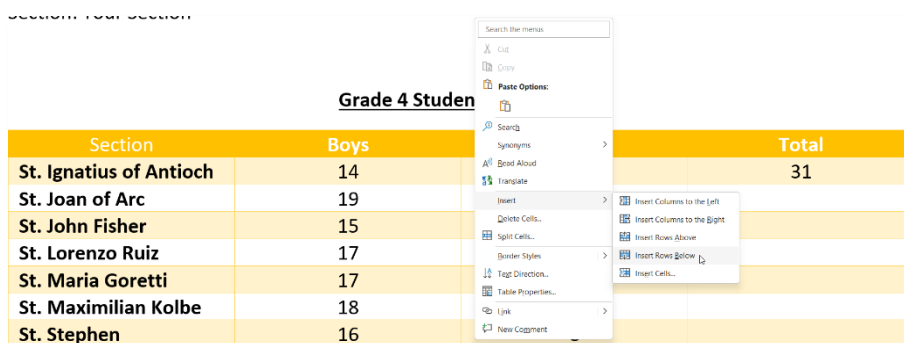 Section: Your Section
Search the menus
Cut
Copy
Paste Options:
Grade 4 Studen
Search
Section Boys Total
Synonyms
St. Ignatius of Antioch 14 31
Read Aloud
Translate
St. Joan of Arc 19
Insert
Insert Columns to the Left
Delete Cells...
Insert Columns to the Right
St. John Fisher 15
Split Cells...
Insert Rows Above
St. Lorenzo Ruiz 17
Border Styles
Insert Rows Below
Text Direction...
Insert Cells...
St. Maria Goretti 17
Table Properties...
St. Maximilian Kolbe 18
Link
New Comment
St. Stephen 16